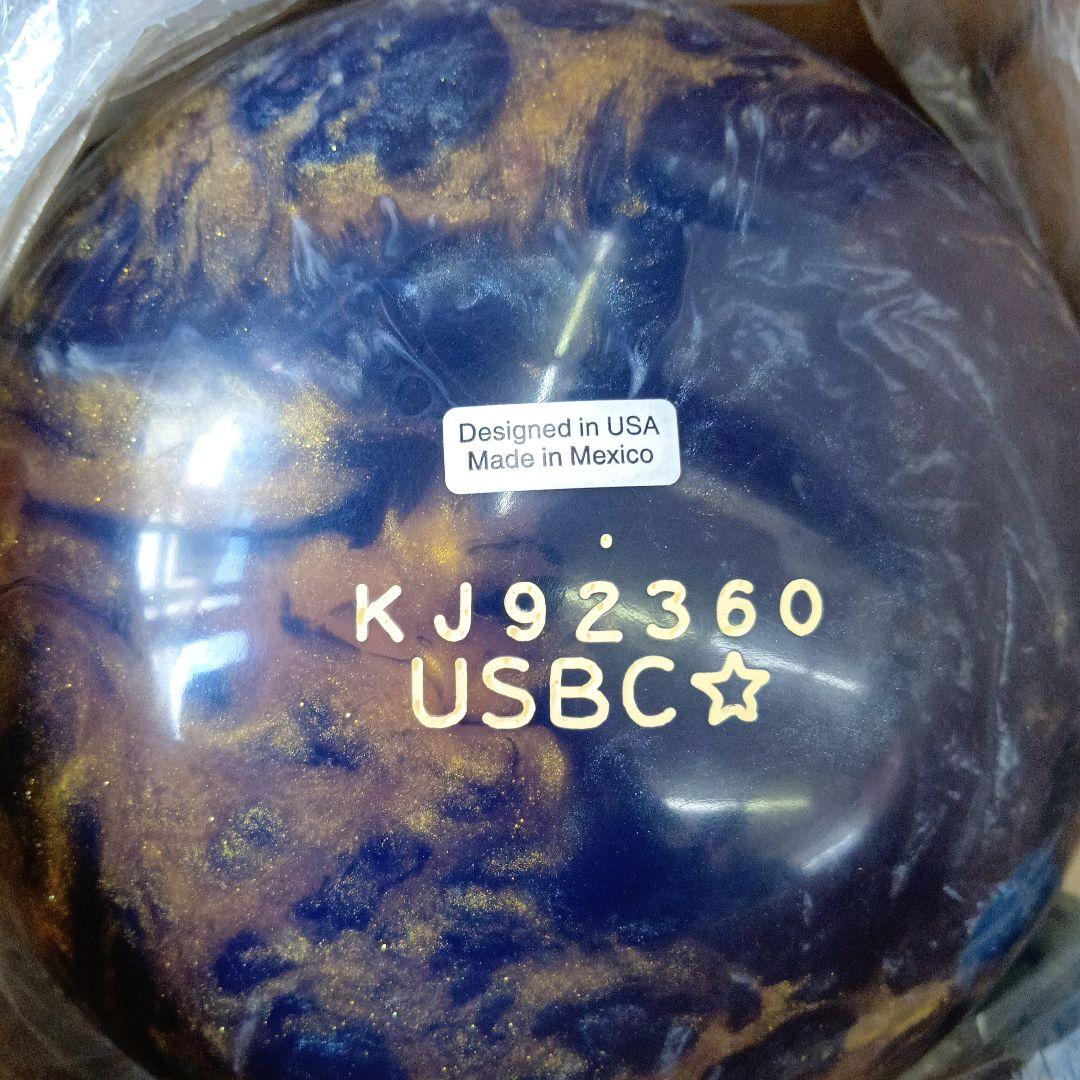 Designed in USA
Made in Mexico
KJ92360
USBC☆